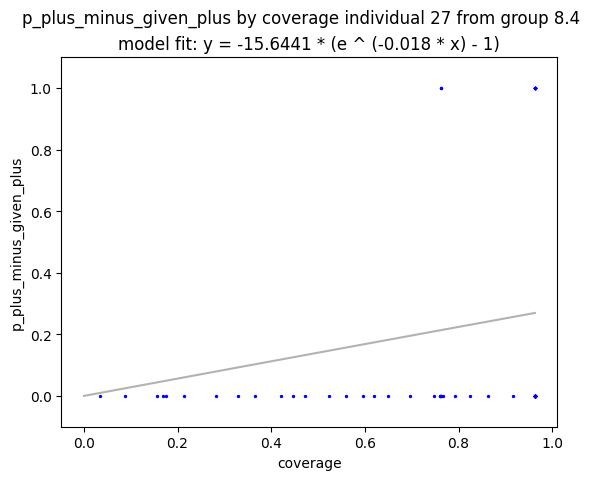 p_plus_minus_given_plus by coverage individual 27 from group 8.4
model fit: y = -15.6441 * (e ^ (-0.018 * x) - 1)
1.0
0.8
0.6
0.4
0.2
0.0
p_plus_minus_given_plus
0.0 0.2 0.4 0.6 0.8 1.0
coverage